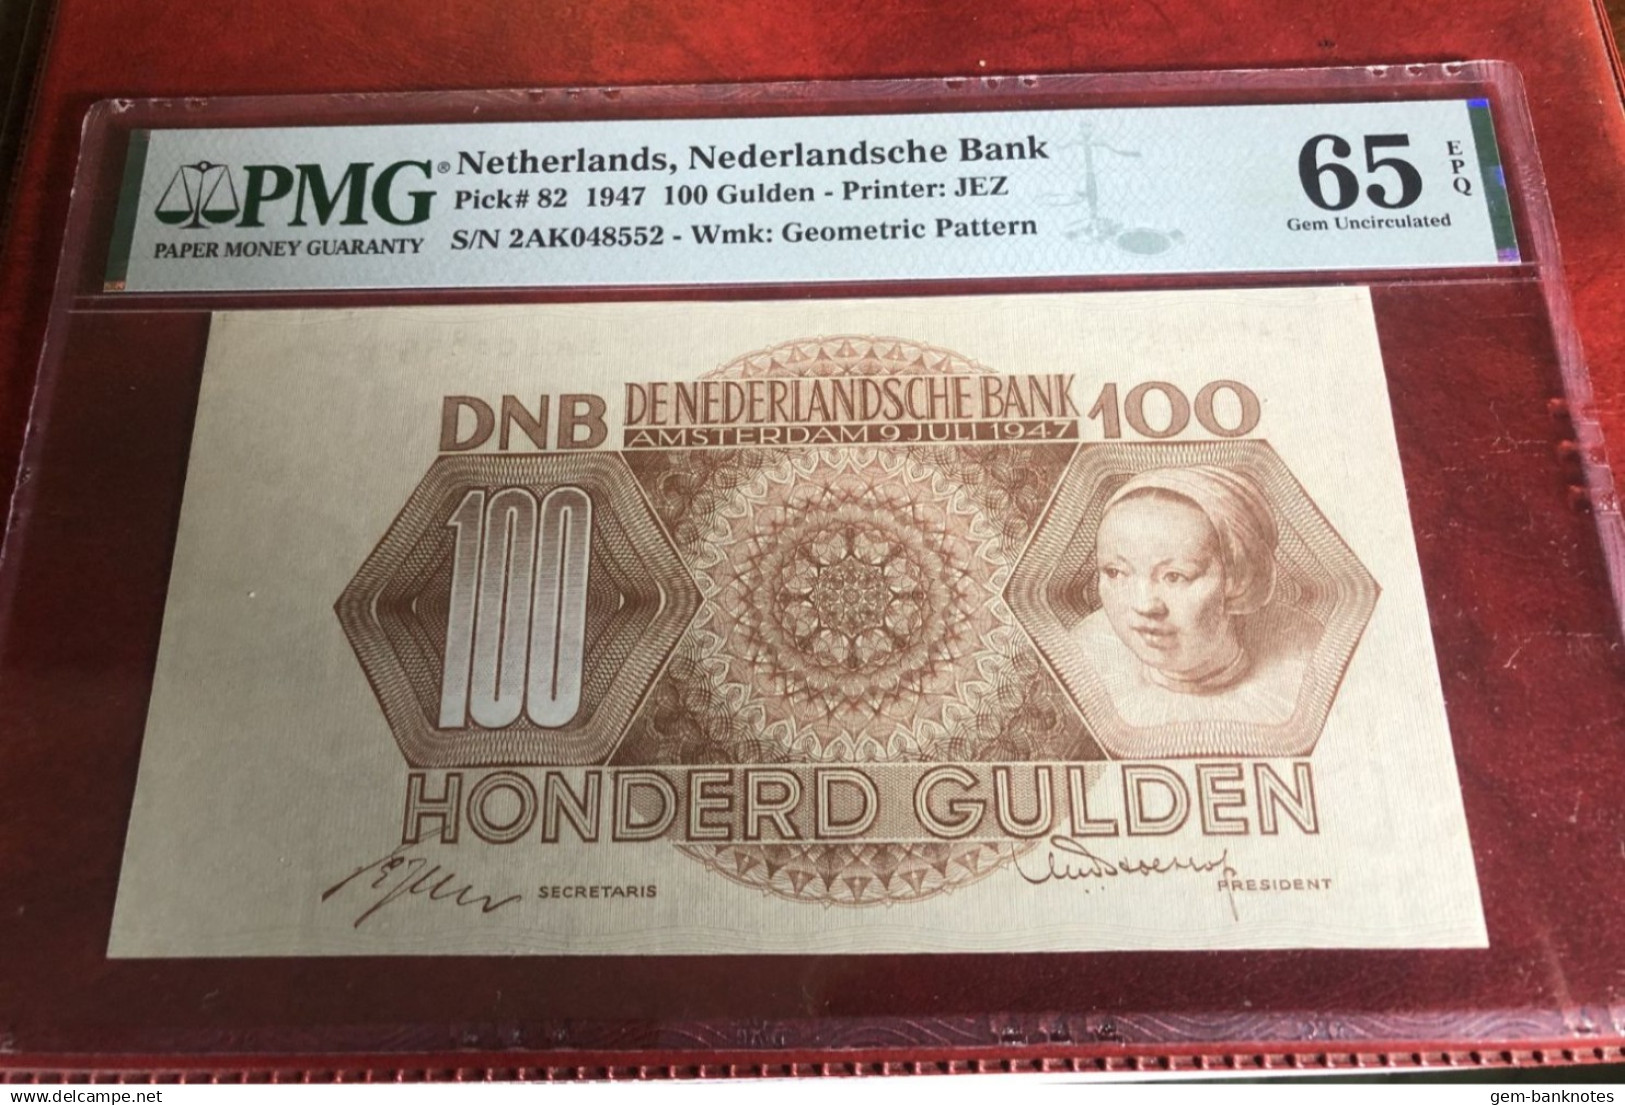 PMG®
PAPER MONEY GUARANTY
Netherlands, Nederlandsche Bank
Pick# 82 1947 100 Gulden - Printer: JEZ
S/N 2AK048552 - Wmk: Geometric Pattern
65
EPQ
Gem Uncirculated
DNB DE NEDERLANDSCHE BANK 100
AMSTERDAM 9 JULI 1947
100
HONDERD GULDEN
SECRETARIS
PRESIDENT
delcampe.net
gem-banknotes